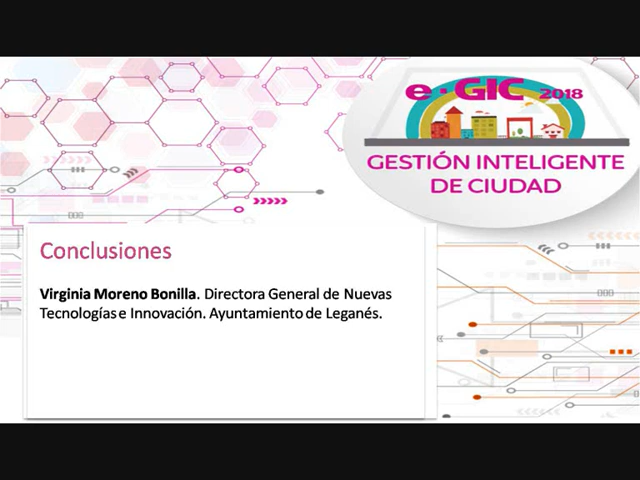 e·GIC 2018
GESTIÓN INTELIGENTE
DE CIUDAD
Conclusiones
Virginia Moreno Bonilla. Directora General de Nuevas
Tecnologías e Innovación. Ayuntamiento de Leganés.